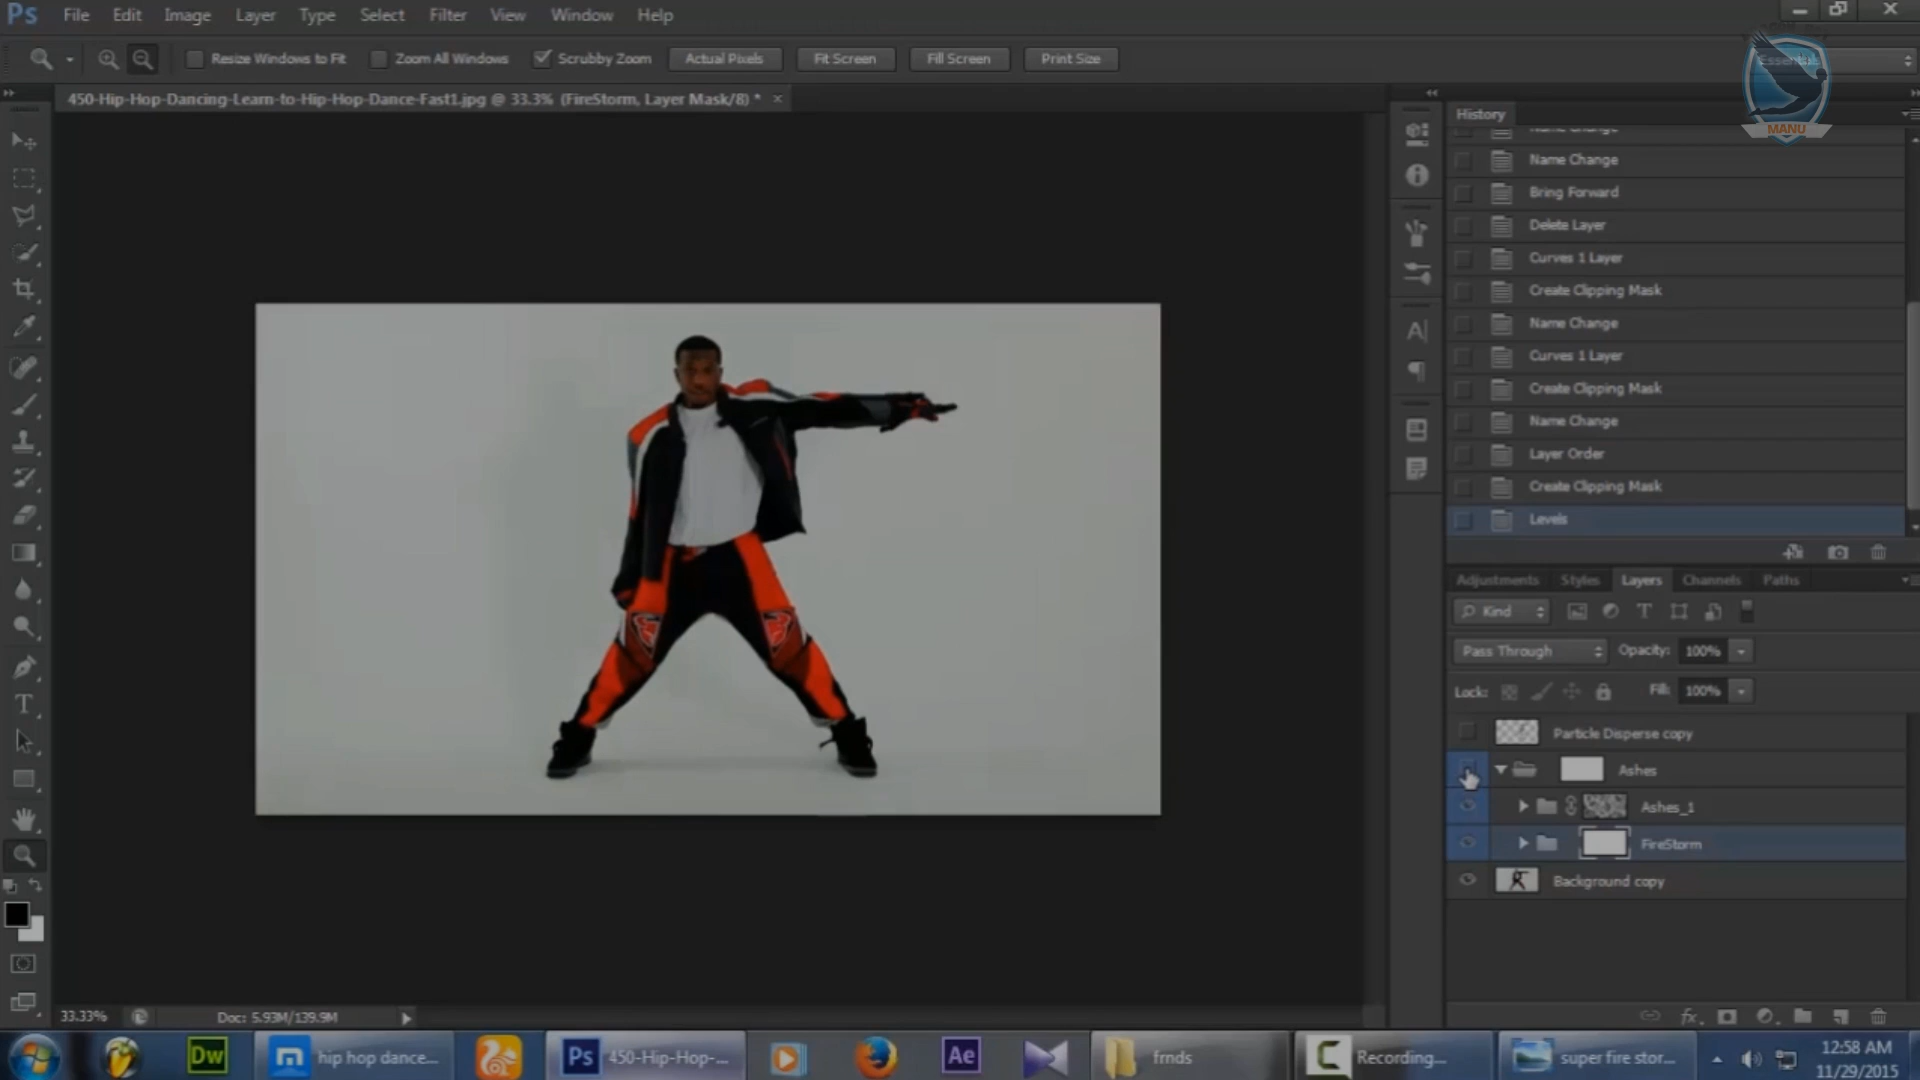 Ps File Edit Image Layer Type Select Filter View Window Help
Resize Windows to Fit Zoom All Windows Scrubby Zoom Actual Pixels Fit Screen Fill Screen Print Size
Essentials
MANU
450-Hip-Hop-Dancing-Learn-to-Hip-Hop-Dance-Fast1.jpg @ 33.3% (FireStorm, Layer Mask/8) * ×
History
Name Change
Name Change
Bring Forward
Delete Layer
Curves 1 Layer
Create Clipping Mask
Name Change
Curves 1 Layer
Create Clipping Mask
Name Change
Layer Order
Create Clipping Mask
Levels
Adjustments Styles Layers Channels Paths
Kind
Pass Through Opacity: 100%
Lock: Fill: 100%
Particle Disperse copy
Ashes
Ashes_1
FireStorm
Background copy
33.33% Doc: 5.93M/139.9M
Dw hip hop dance... Ps 450-Hip-Hop-... Ae frnds Recording... super fire stor... 12:58 AM
11/29/2015